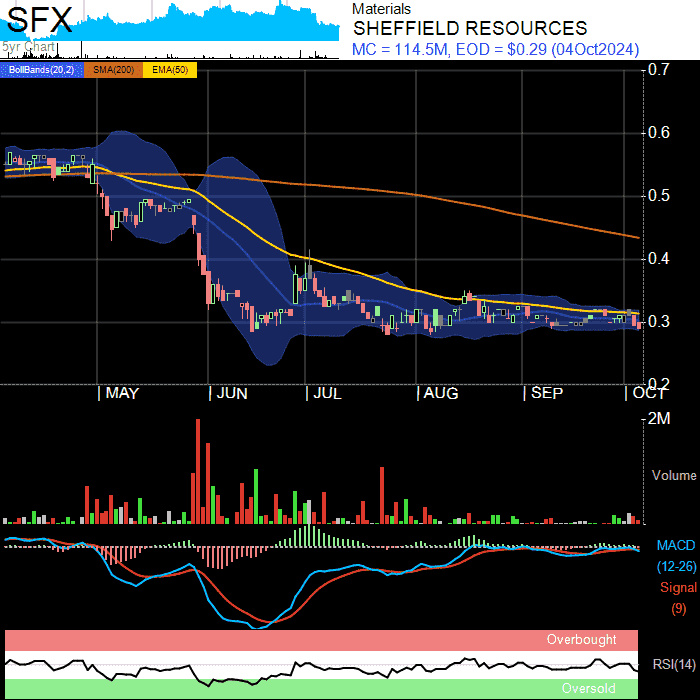 SFX
5yr Chart
Materials
SHEFFIELD RESOURCES
MC = 114.5M, EOD = $0.29 (04Oct2024)
BollBands(20,2) SMA(200) EMA(50)
0.7
0.6
0.5
0.4
0.3
0.2
MAY JUN JUL AUG SEP OCT
2M
Volume
MACD
(12-26)
Signal
(9)
Overbought
RSI(14)
Oversold